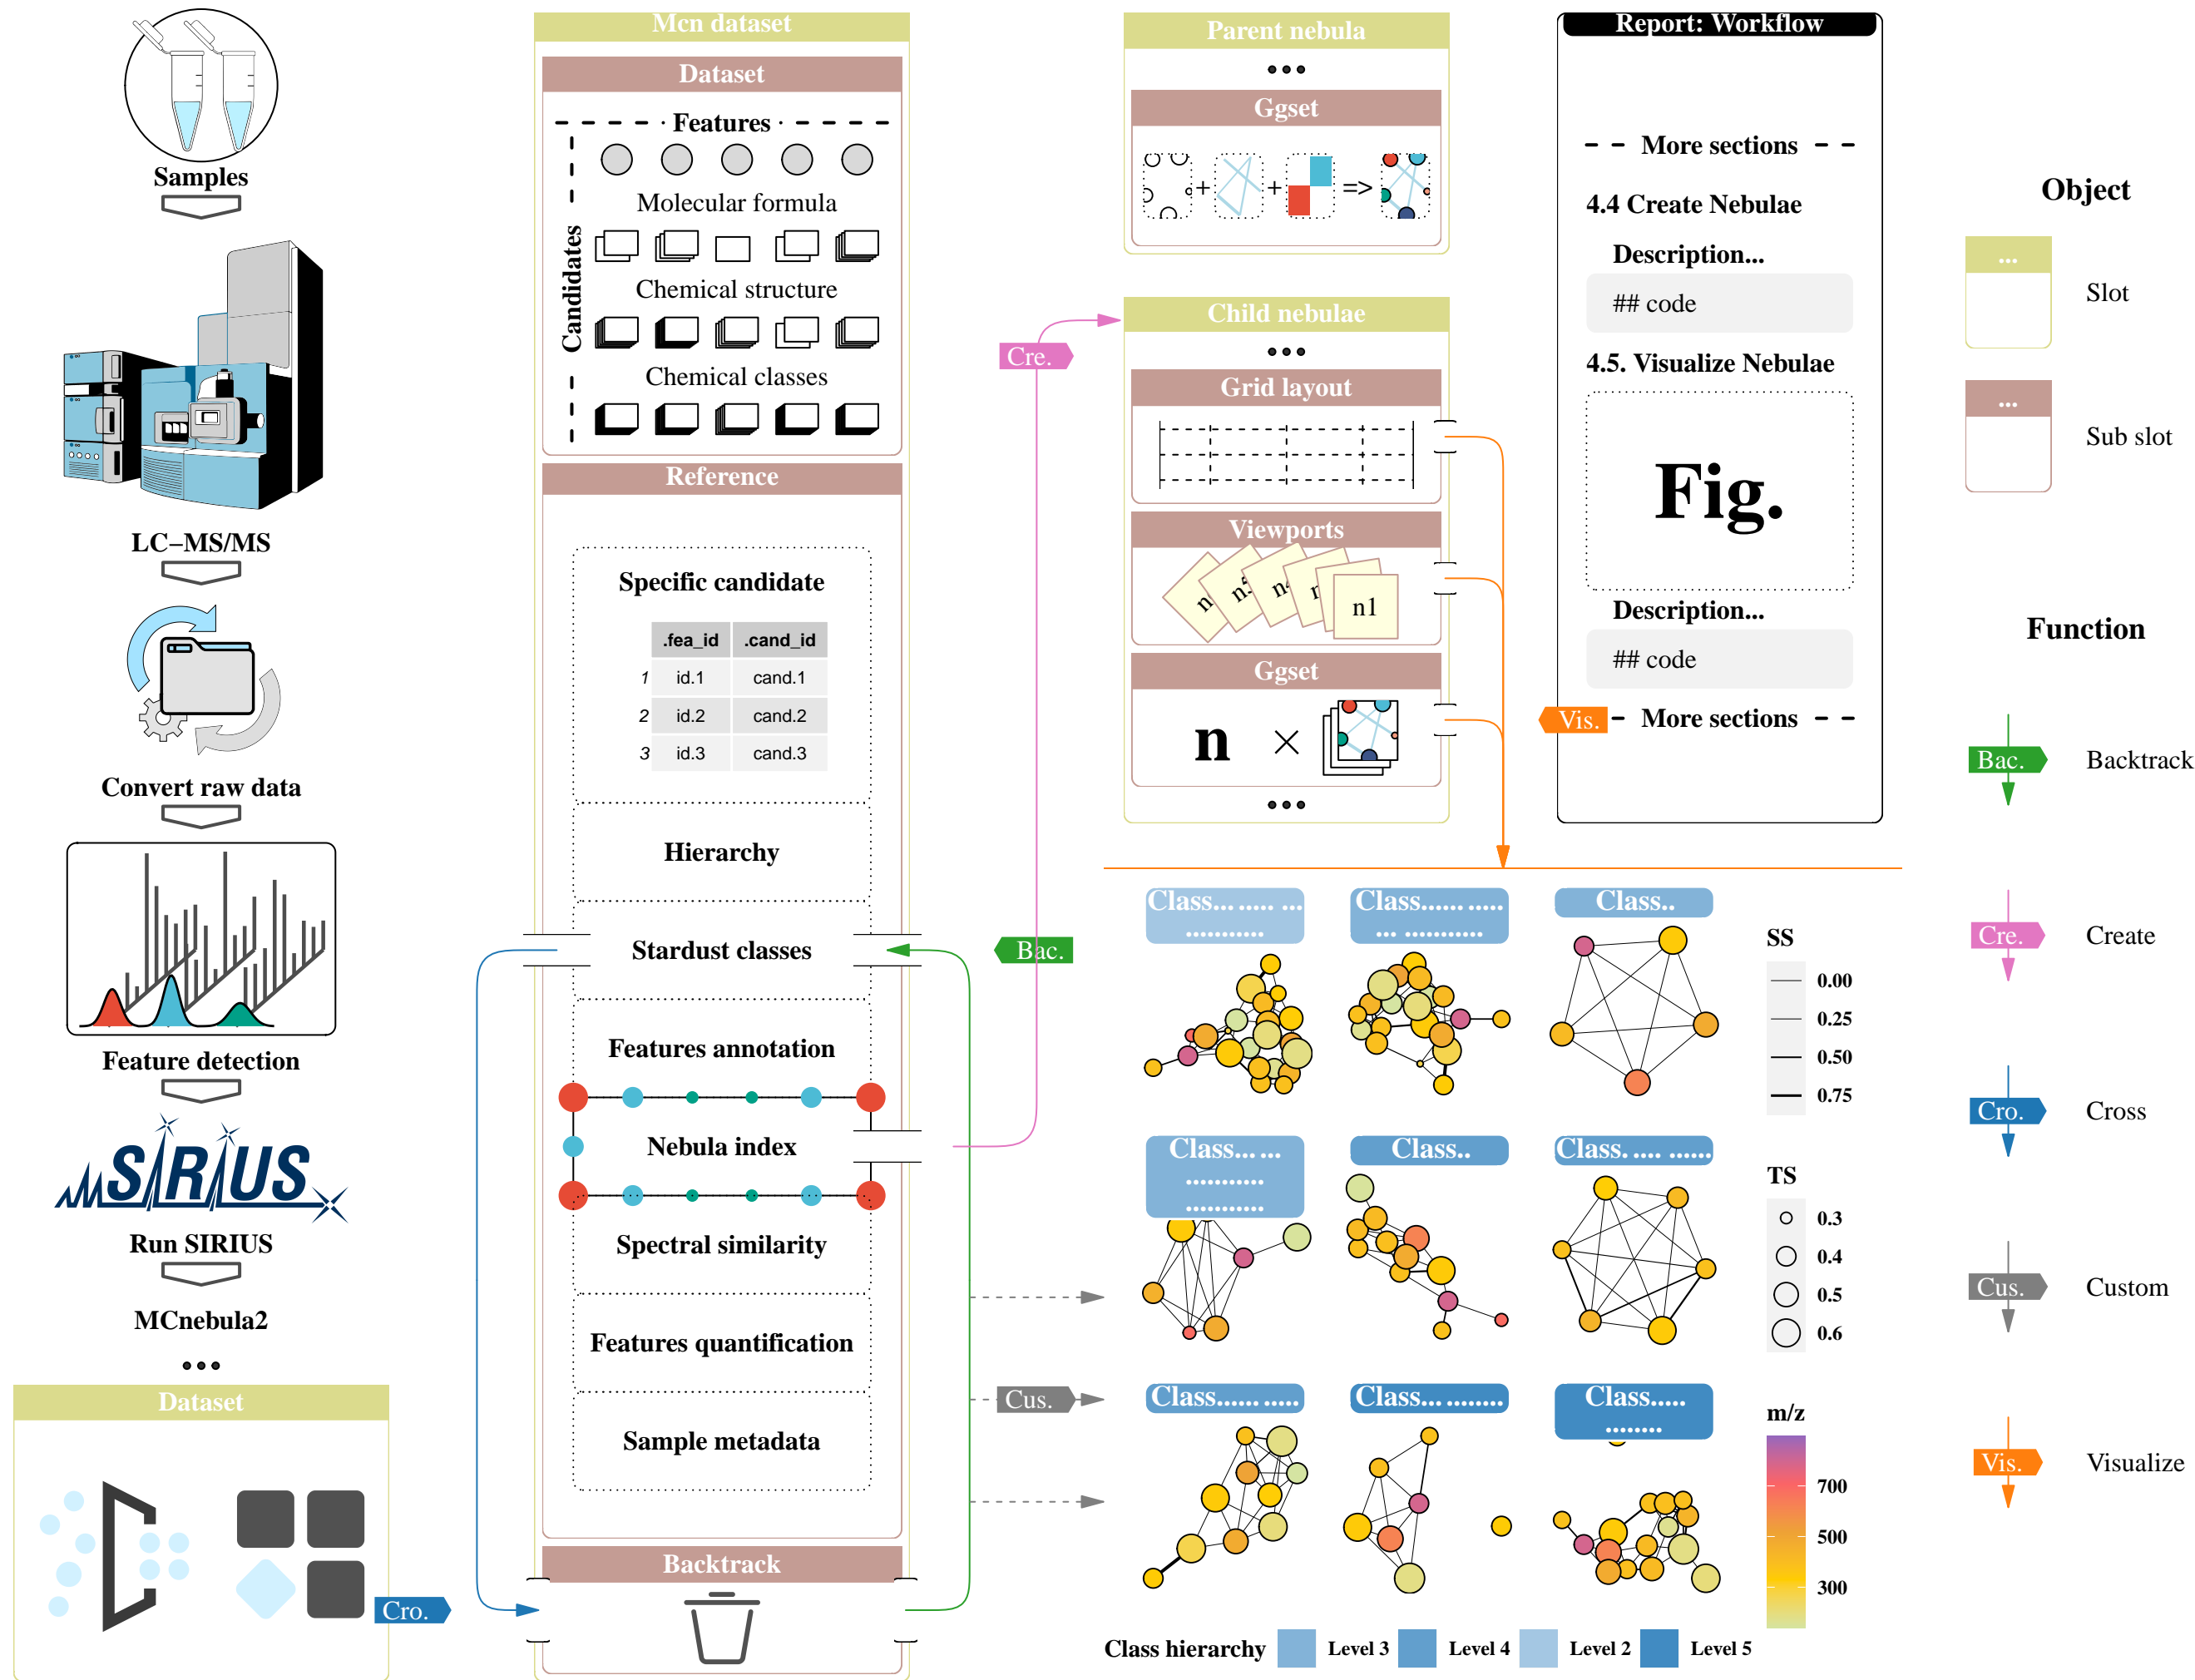 Samples
LC–MS/MS
Convert raw data
Feature detection
SIRIUS
Run SIRIUS
MCnebula2
Dataset
Cro.
Mcn dataset
Dataset
Features
Candidates
Molecular formula
Chemical structure
Chemical classes
Reference
Specific candidate
.fea_id .cand_id
1 id.1 cand.1
2 id.2 cand.2
3 id.3 cand.3
Hierarchy
Stardust classes
Features annotation
Nebula index
Spectral similarity
Features quantification
Sample metadata
Backtrack
Cre.
Bac.
Cus.
Parent nebula
Ggset
+ + =>
Child nebulae
Grid layout
Viewports
n1
Ggset
n ×
Vis.
Report: Workflow
More sections
4.4 Create Nebulae
Description...
## code
4.5. Visualize Nebulae
Fig.
Description...
## code
More sections
Class... ..... ...
...........
Class...... .....
... ...........
Class..
Class... ...
...........
...........
Class..
Class. .... .......
Class...... .....
Class... ........
Class.....
........
SS
0.00
0.25
0.50
0.75
TS
0.3
0.4
0.5
0.6
m/z
700
500
300
Class hierarchy Level 3 Level 4 Level 2 Level 5
Object
...
Slot
...
Sub slot
Function
Bac. Backtrack
Cre. Create
Cro. Cross
Cus. Custom
Vis. Visualize